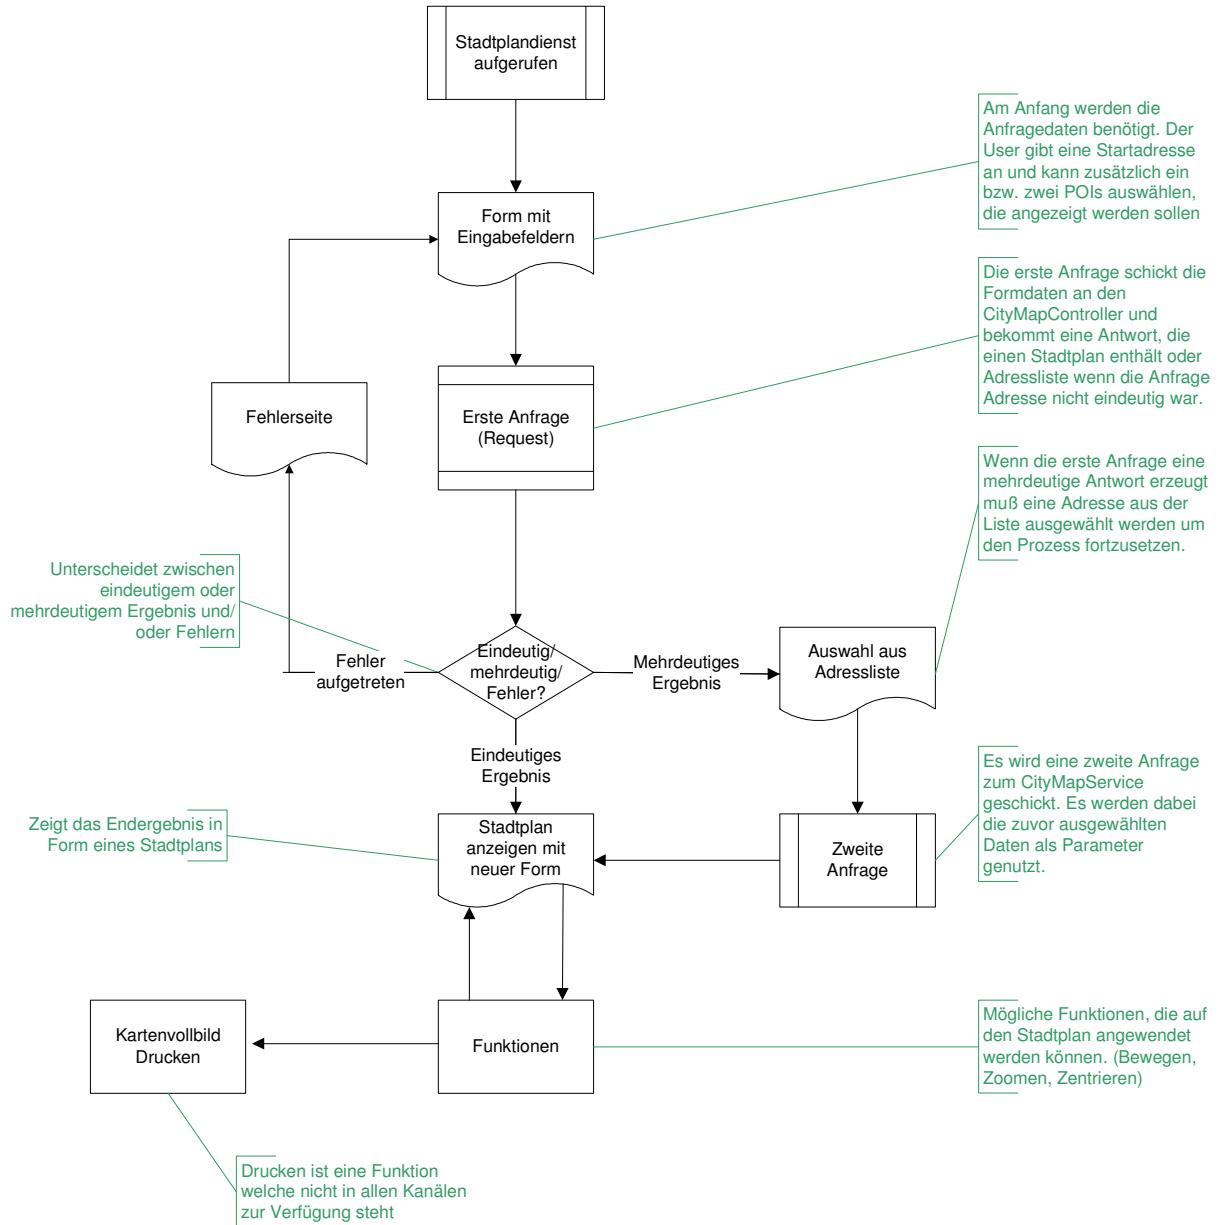 Stadtplandienst
aufgerufen
Am Anfang werden die
Anfragedaten benötigt. Der
User gibt eine Startadresse
an und kann zusätzlich ein
bzw. zwei POIs auswählen,
die angezeigt werden sollen
Form mit
Eingabefeldern
Die erste Anfrage schickt die
Formdaten an den
CityMapController und
bekommt eine Antwort, die
einen Stadtplan enthält oder
Adressliste wenn die Anfrage
Adresse nicht eindeutig war.
Fehlerseite
Erste Anfrage
(Request)
Wenn die erste Anfrage eine
mehrdeutige Antwort erzeugt
muß eine Adresse aus der
Liste ausgewählt werden um
den Prozess fortzusetzen.
Unterscheidet zwischen
eindeutigem oder
mehrdeutigem Ergebnis und/
oder Fehlern
Fehler
aufgetreten
Eindeutig/
mehrdeutig/
Fehler?
Mehrdeutiges
Ergebnis
Auswahl aus
Adressliste
Eindeutiges
Ergebnis
Es wird eine zweite Anfrage
zum CityMapService
geschickt. Es werden dabei
die zuvor ausgewählten
Daten als Parameter
genutzt.
Zeigt das Endergebnis in
Form eines Stadtplans
Stadtplan
anzeigen mit
neuer Form
Zweite
Anfrage
Kartenvollbild
Drucken
Funktionen
Mögliche Funktionen, die auf
den Stadtplan angewendet
werden können. (Bewegen,
Zoomen, Zentrieren)
Drucken ist eine Funktion
welche nicht in allen Kanälen
zur Verfügung steht